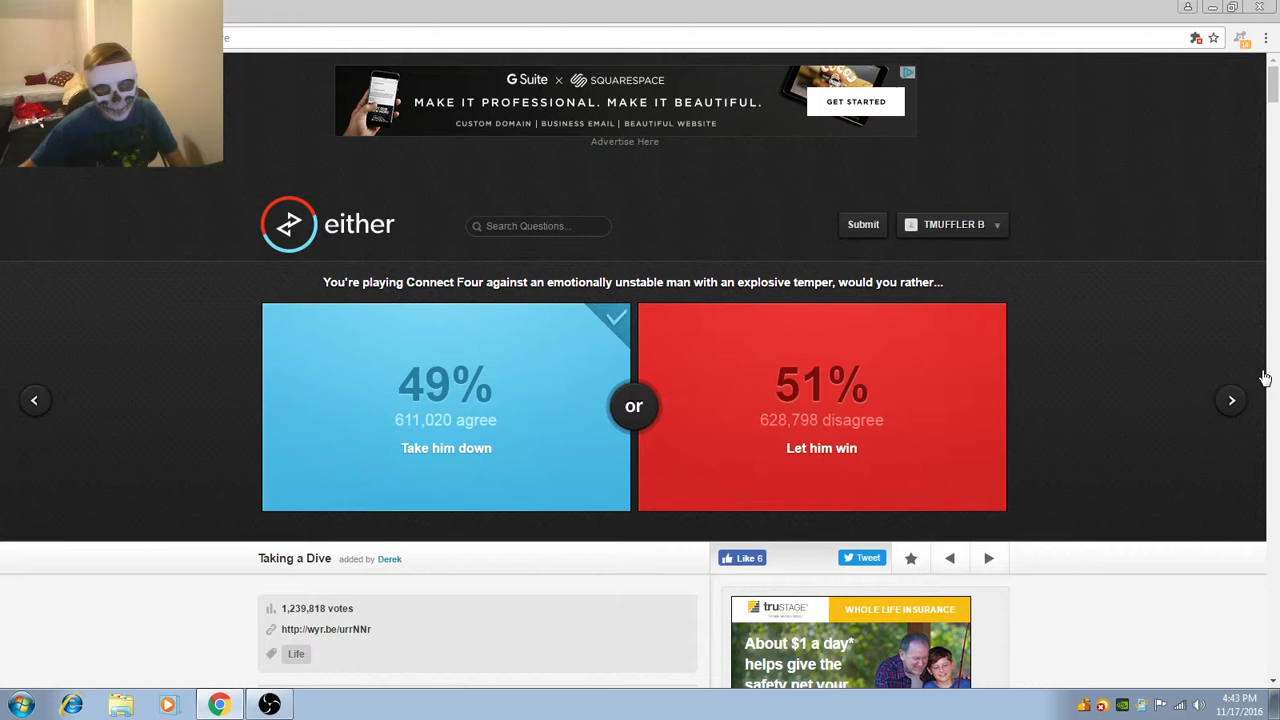 re
14
G Suite × SQUARESPACE
MAKE IT PROFESSIONAL. MAKE IT BEAUTIFUL.
CUSTOM DOMAIN | BUSINESS EMAIL | BEAUTIFUL WEBSITE
GET STARTED
Advertise Here
either
Search Questions...
Submit
TMUFFLER B
You're playing Connect Four against an emotionally unstable man with an explosive temper, would you rather...
49%
611,020 agree
Take him down
or
51%
628,798 disagree
Let him win
Taking a Dive added by Derek
Like 6
Tweet
1,239,818 votes
http://wyr.be/urrNNr
Life
truSTAGE
WHOLE LIFE INSURANCE
About $1 a day*
helps give the
safety net your
4:43 PM
11/17/2016